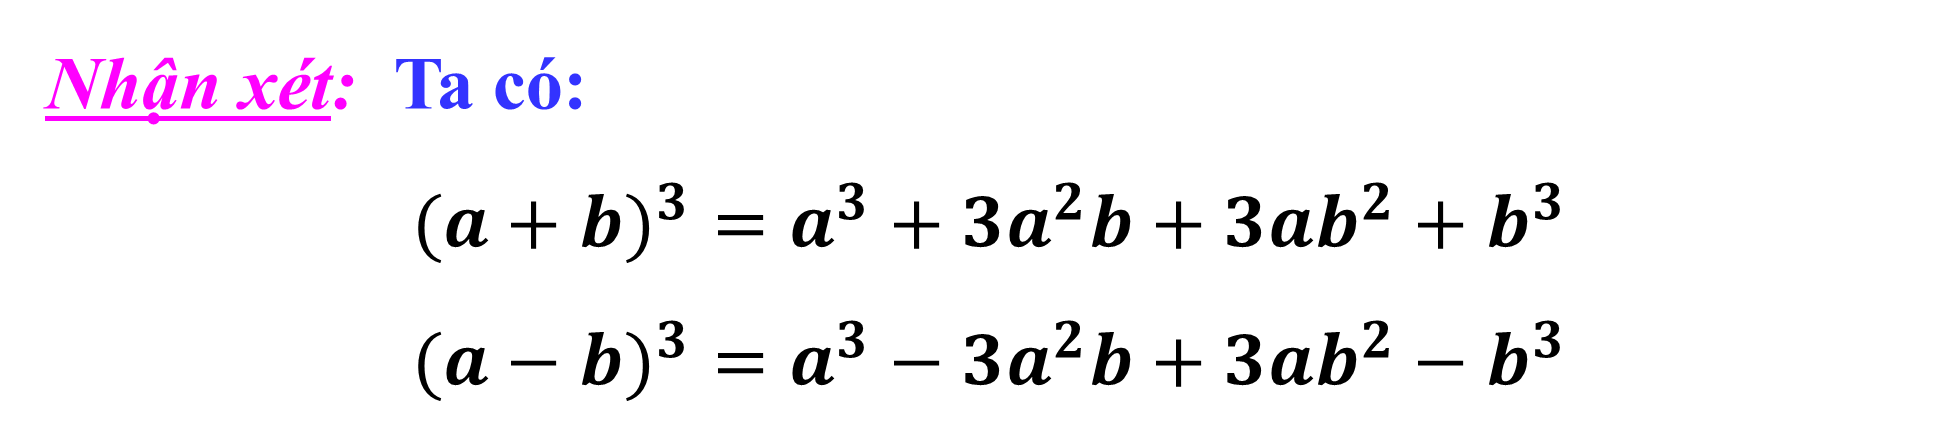 Nhận xét: Ta có:
(a + b)³ = a³ + 3a²b + 3ab² + b³
(a − b)³ = a³ − 3a²b + 3ab² − b³